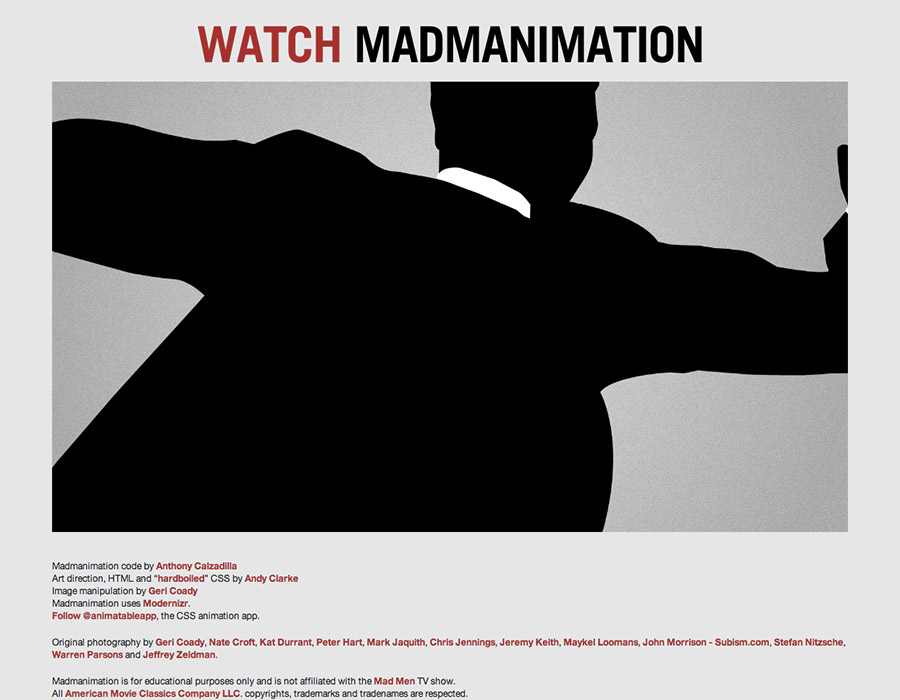 WATCH MADMANIMATION
Madmanimation code by Anthony Calzadilla
Art direction, HTML and “hardboiled” CSS by Andy Clarke
Image manipulation by Geri Coady
Madmanimation uses Modernizr.
Follow @animatableapp, the CSS animation app.
Original photography by Geri Coady, Nate Croft, Kat Durrant, Peter Hart, Mark Jaquith, Chris Jennings, Jeremy Keith, Maykel Loomans, John Morrison - Subism.com, Stefan Nitzsche,
Warren Parsons and Jeffrey Zeldman.
Madmanimation is for educational purposes only and is not affiliated with the Mad Men TV show.
All American Movie Classics Company LLC. copyrights, trademarks and tradenames are respected.